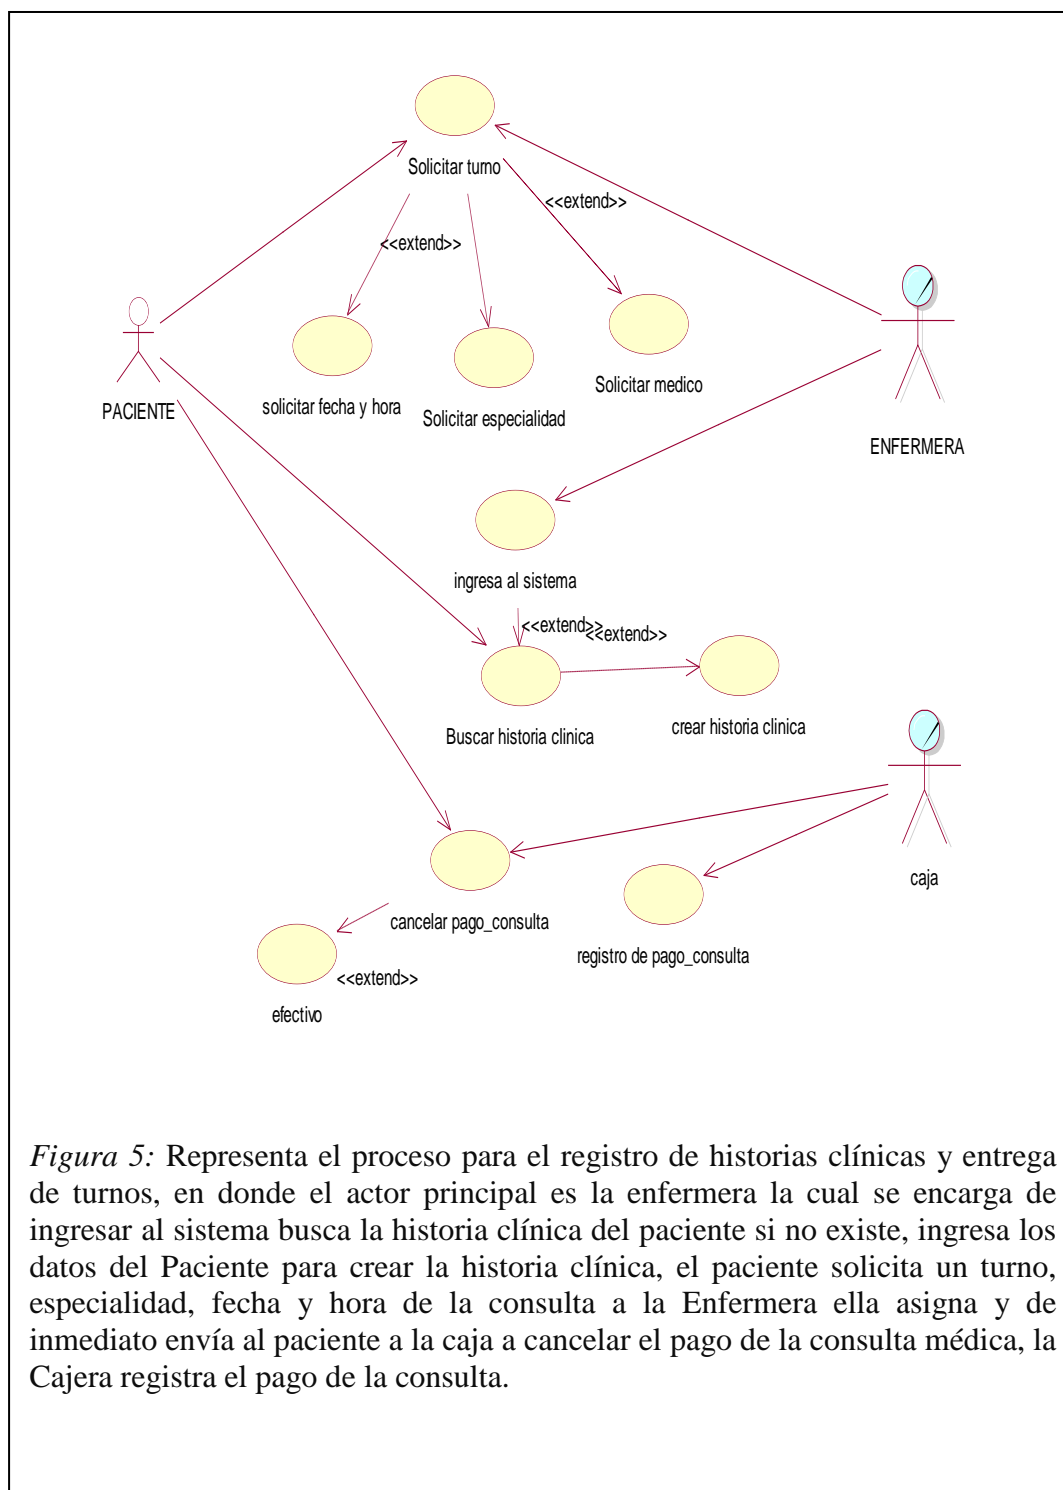 Solicitar turno
<<extend>>
<<extend>>
solicitar fecha y hora
Solicitar especialidad
Solicitar medico
PACIENTE
ENFERMERA
ingresa al sistema
<<extend>>
<<extend>>
Buscar historia clinica
crear historia clinica
caja
cancelar pago_consulta
registro de pago_consulta
<<extend>>
efectivo
Figura 5: Representa el proceso para el registro de historias clínicas y entrega
de turnos, en donde el actor principal es la enfermera la cual se encarga de
ingresar al sistema busca la historia clínica del paciente si no existe, ingresa los
datos del Paciente para crear la historia clínica, el paciente solicita un turno,
especialidad, fecha y hora de la consulta a la Enfermera ella asigna y de
inmediato envía al paciente a la caja a cancelar el pago de la consulta médica, la
Cajera registra el pago de la consulta.